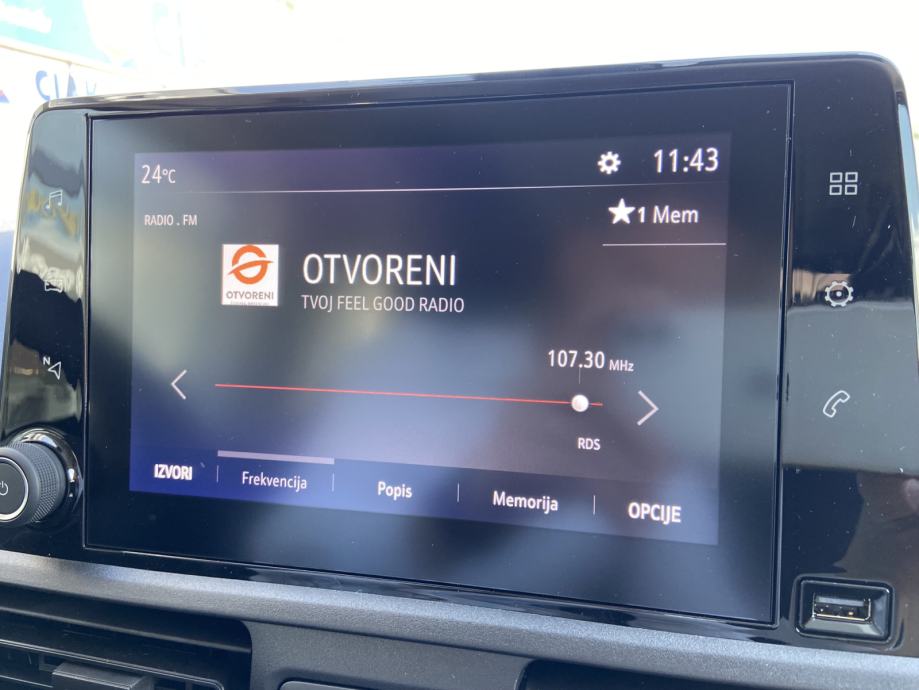 24°C
11:43
RADIO . FM
★1 Mem
OTVORENI
OTVORENI
TVOJ FEEL GOOD RADIO
107.30 MHz
RDS
N
IZVORI
Frekvencija
Popis
Memorija
OPCIJE